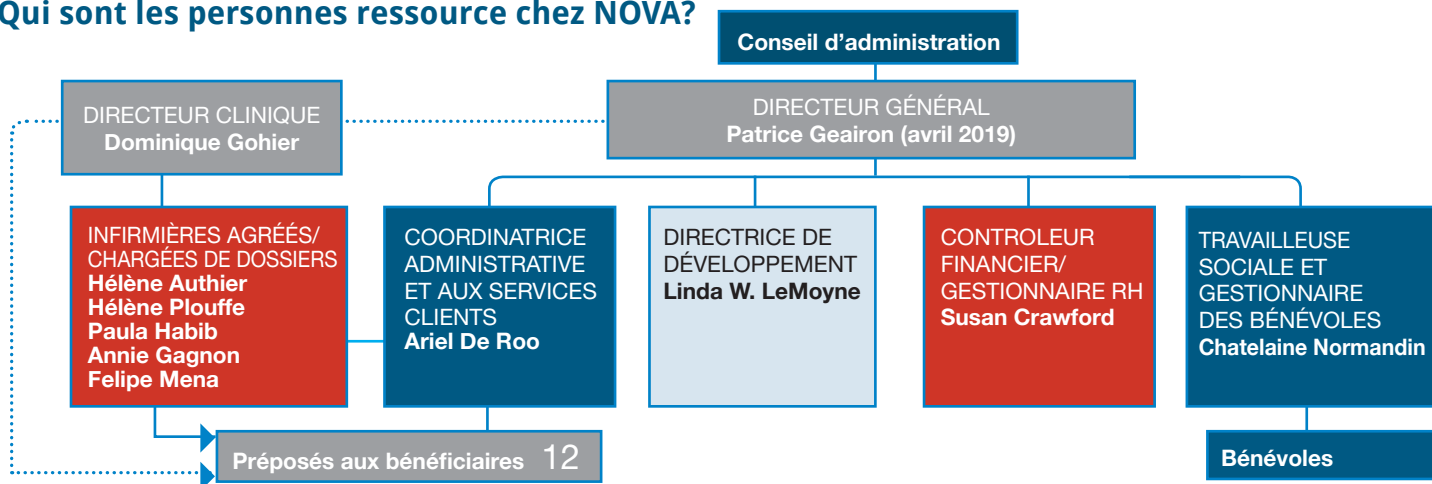 Qui sont les personnes ressource chez NOVA?
Conseil d'administration
DIRECTEUR CLINIQUE
Dominique Gohier
DIRECTEUR GÉNÉRAL
Patrice Geairon (avril 2019)
INFIRMIÈRES AGRÉÉS/
CHARGÉES DE DOSSIERS
Hélène Authier
Hélène Plouffe
Paula Habib
Annie Gagnon
Felipe Mena
COORDINATRICE
ADMINISTRATIVE
ET AUX SERVICES
CLIENTS
Ariel De Roo
DIRECTRICE DE
DÉVELOPPEMENT
Linda W. LeMoyne
CONTROLEUR
FINANCIER/
GESTIONNAIRE RH
Susan Crawford
TRAVAILLEUSE
SOCIALE ET
GESTIONNAIRE
DES BÉNÉVOLES
Chatelaine Normandin
Préposés aux bénéficiaires 12
Bénévoles